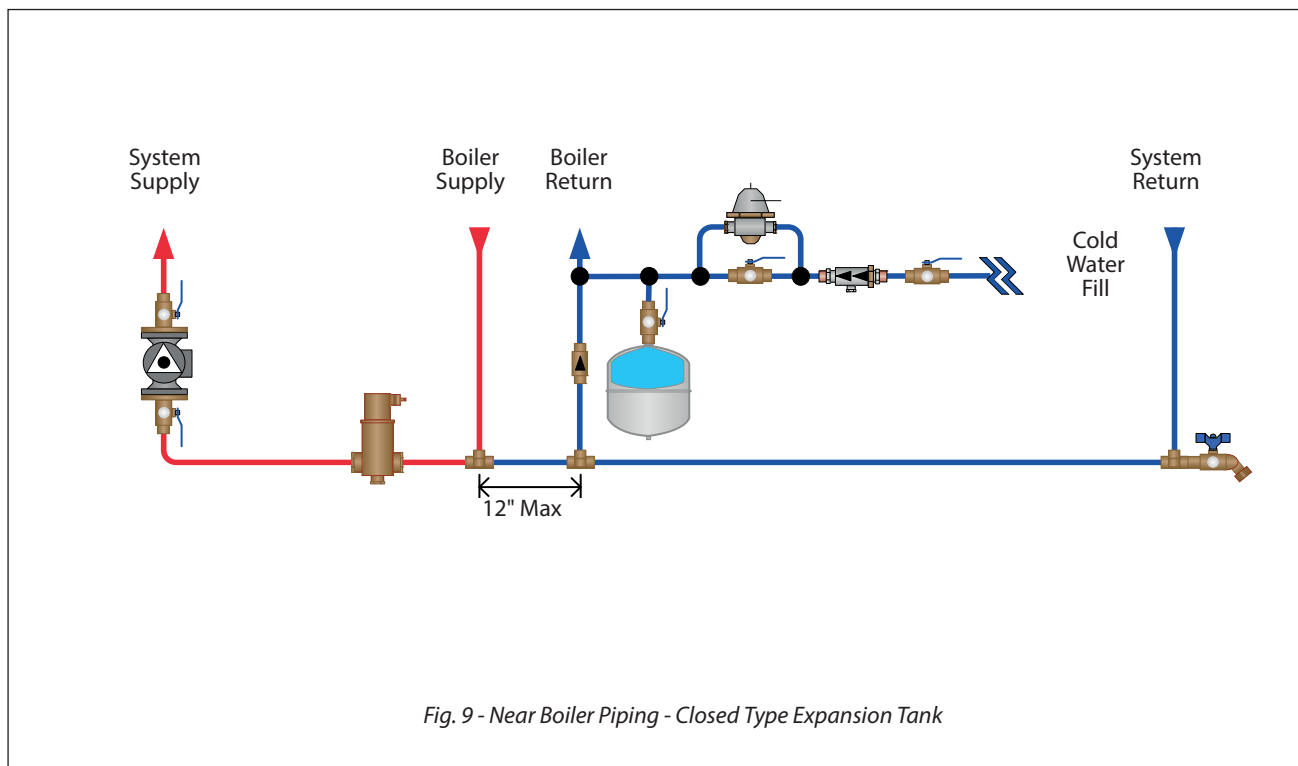 System
Supply
Boiler
Supply
Boiler
Return
System
Return
Cold
Water
Fill
12" Max
Fig. 9 - Near Boiler Piping - Closed Type Expansion Tank